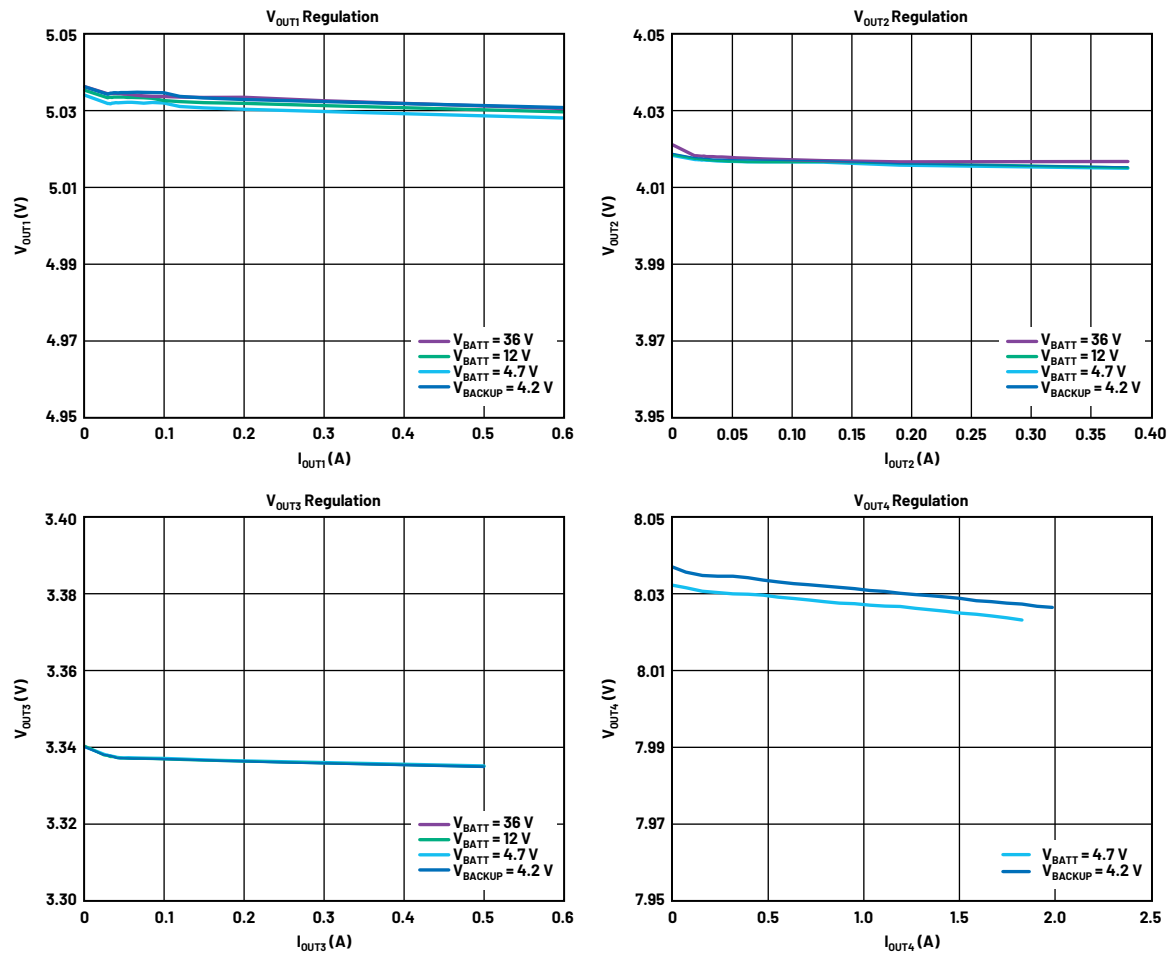 VOUT1 Regulation
5.05
5.03
5.01
4.99
4.97
4.95
VOUT1 (V)
VBATT = 36 V
VBATT = 12 V
VBATT = 4.7 V
VBACKUP = 4.2 V
0 0.1 0.2 0.3 0.4 0.5 0.6
IOUT1 (A)
VOUT2 Regulation
4.05
4.03
4.01
3.99
3.97
3.95
VOUT2 (V)
VBATT = 36 V
VBATT = 12 V
VBATT = 4.7 V
VBACKUP = 4.2 V
0 0.05 0.10 0.15 0.20 0.25 0.30 0.35 0.40
IOUT2 (A)
VOUT3 Regulation
3.40
3.38
3.36
3.34
3.32
3.30
VOUT3 (V)
VBATT = 36 V
VBATT = 12 V
VBATT = 4.7 V
VBACKUP = 4.2 V
0 0.1 0.2 0.3 0.4 0.5 0.6
IOUT3 (A)
VOUT4 Regulation
8.05
8.03
8.01
7.99
7.97
7.95
VOUT4 (V)
VBATT = 4.7 V
VBACKUP = 4.2 V
0 0.5 1.0 1.5 2.0 2.5
IOUT4 (A)